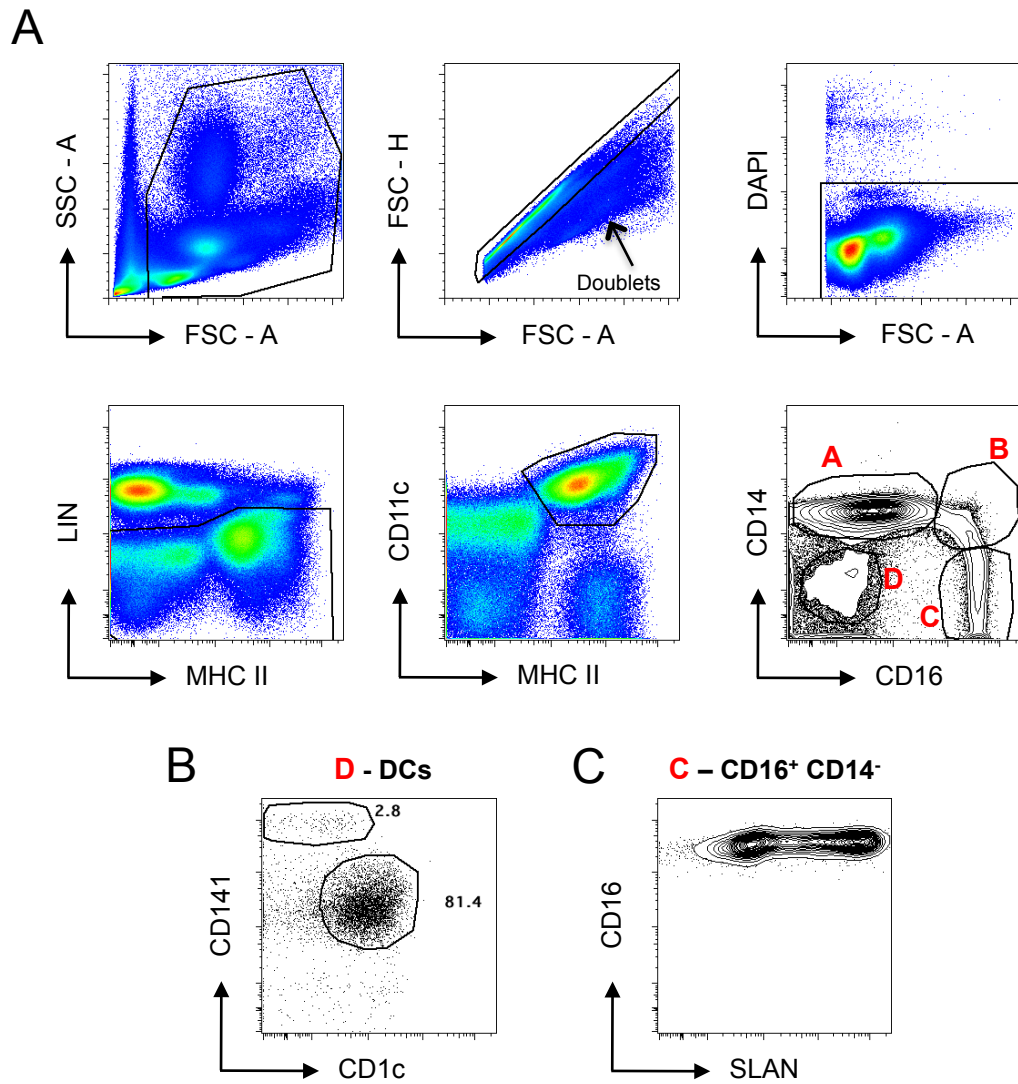 A
SSC - A
FSC - A
FSC - H
Doublets
FSC - A
DAPI
FSC - A
LIN
MHC II
CD11c
MHC II
CD14
A
B
D
C
CD16
B
D - DCs
2.8
81.4
CD141
CD1c
C
C – CD16⁺ CD14⁻
CD16
SLAN